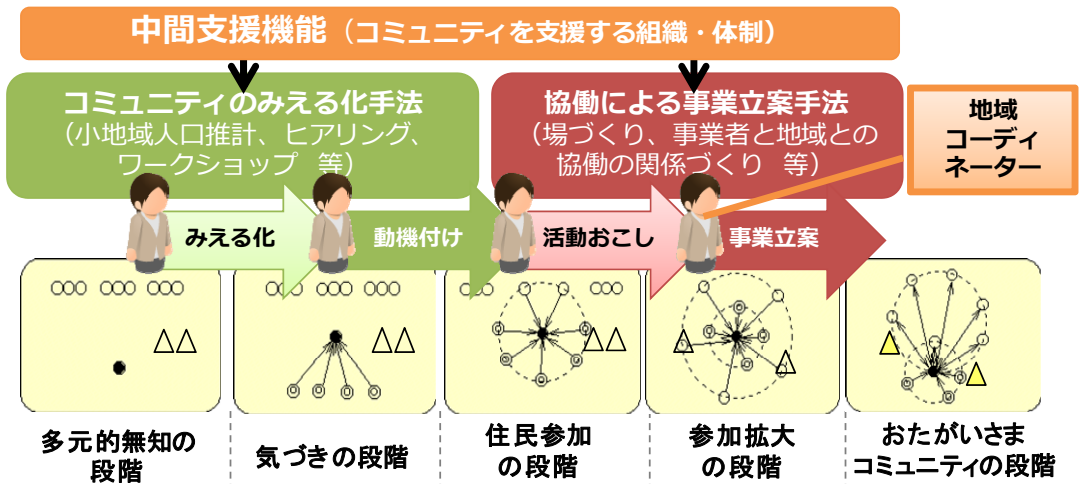 中間支援機能（コミュニティを支援する組織・体制）
コミュニティのみえる化手法
（小地域人口推計、ヒアリング、
ワークショップ 等）
協働による事業立案手法
（場づくり、事業者と地域との
協働の関係づくり 等）
地域
コーディ
ネーター
みえる化
動機付け
活動おこし
事業立案
多元的無知の
段階
気づきの段階
住民参加
の段階
参加拡大
の段階
おたがいさま
コミュニティの段階